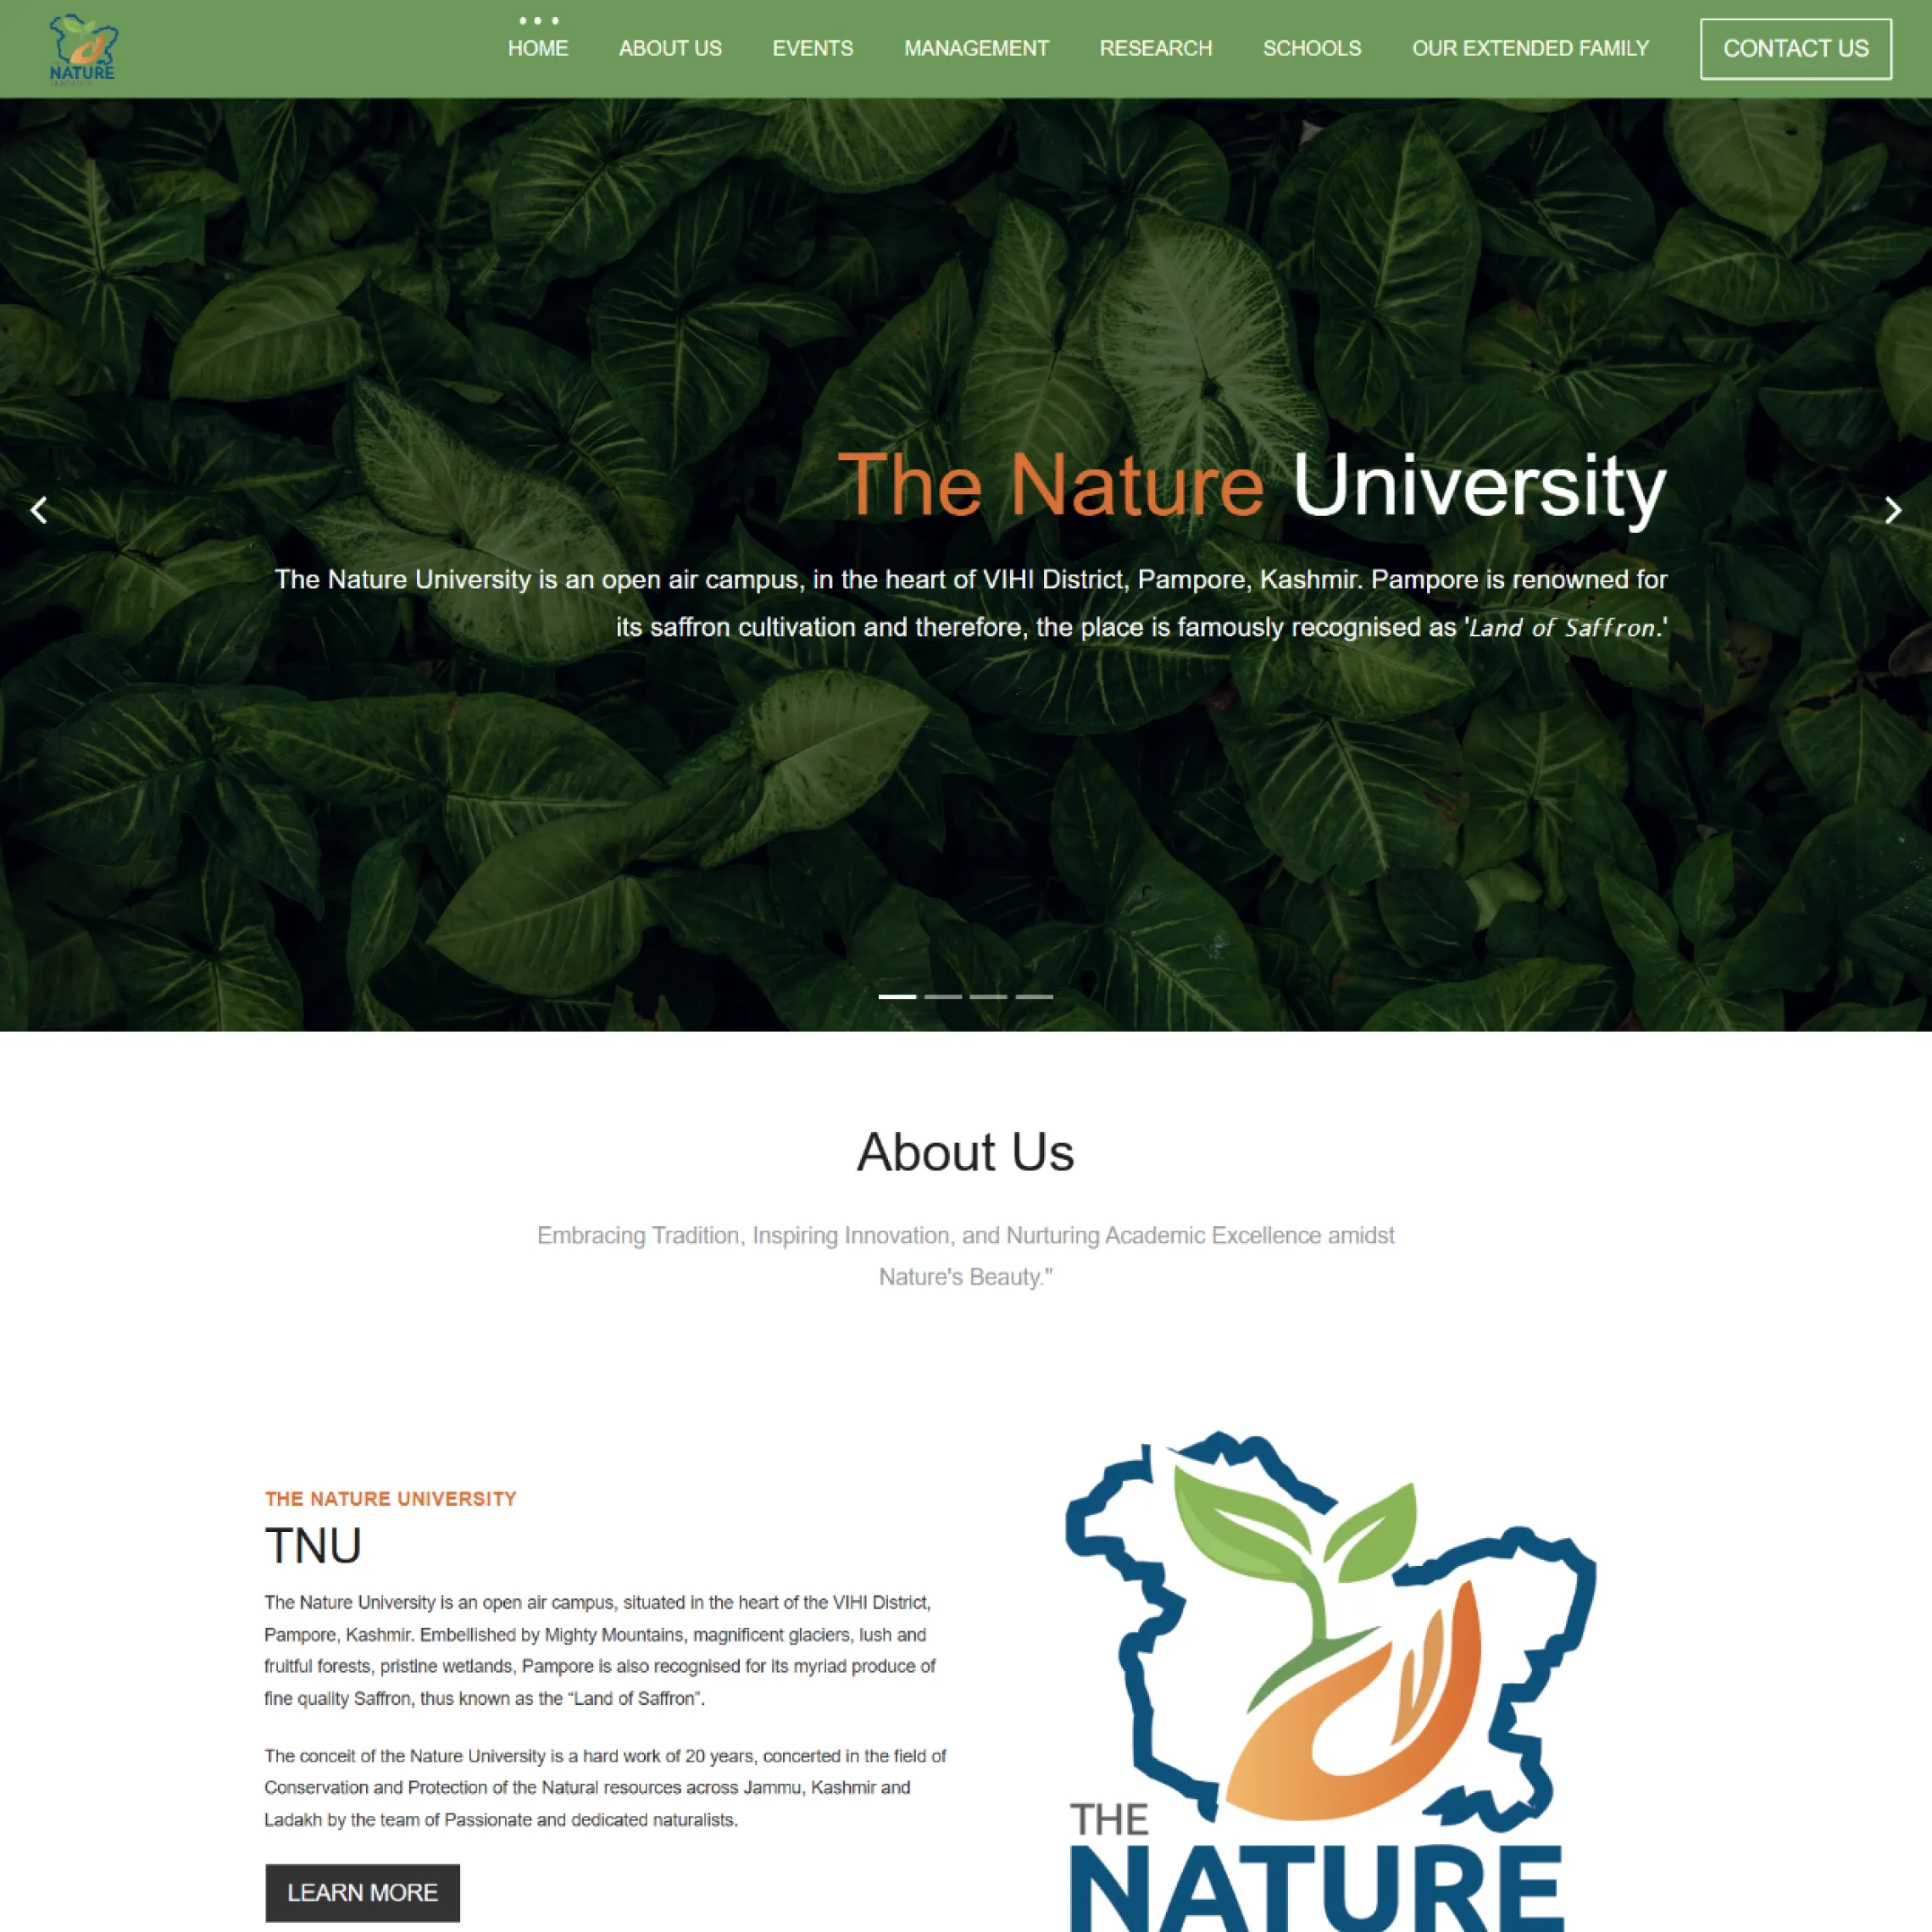 NATURE
HOME
ABOUT US
EVENTS
MANAGEMENT
RESEARCH
SCHOOLS
OUR EXTENDED FAMILY
CONTACT US
The Nature University
The Nature University is an open air campus, in the heart of VIHI District, Pampore, Kashmir. Pampore is renowned for
its saffron cultivation and therefore, the place is famously recognised as 'Land of Saffron.'
About Us
Embracing Tradition, Inspiring Innovation, and Nurturing Academic Excellence amidst
Nature's Beauty."
THE NATURE UNIVERSITY
TNU
The Nature University is an open air campus, situated in the heart of the VIHI District,
Pampore, Kashmir. Embellished by Mighty Mountains, magnificent glaciers, lush and
fruitful forests, pristine wetlands, Pampore is also recognised for its myriad produce of
fine quality Saffron, thus known as the “Land of Saffron”.
The conceit of the Nature University is a hard work of 20 years, concerted in the field of
Conservation and Protection of the Natural resources across Jammu, Kashmir and
Ladakh by the team of Passionate and dedicated naturalists.
LEARN MORE
THE
NATURE